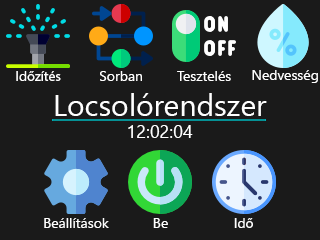 ON
OFF
%
Időzítés Sorban Tesztelés Nedvesség
Locsolórendszer
12:02:04
Beállítások Be Idő